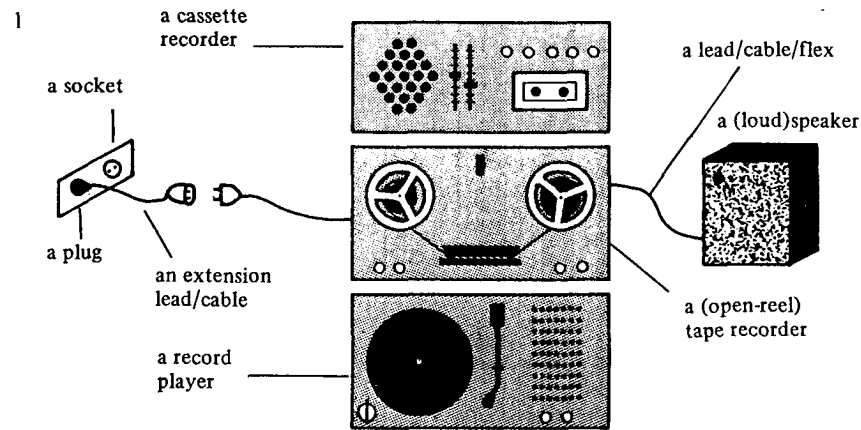 1
a cassette
recorder
a lead/cable/flex
a socket
a (loud)speaker
a plug
an extension
lead/cable
a (open-reel)
tape recorder
a record
player